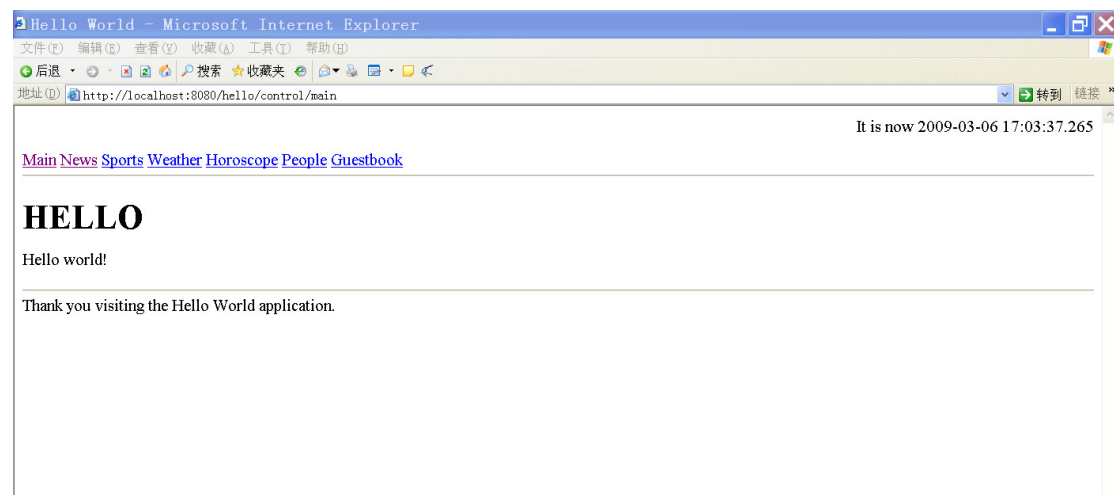 Hello World - Microsoft Internet Explorer
文件(F) 编辑(E) 查看(V) 收藏(A) 工具(T) 帮助(H)
后退 搜索 收藏夹
地址(D) http://localhost:8080/hello/control/main 转到 链接 »
It is now 2009-03-06 17:03:37.265
Main News Sports Weather Horoscope People Guestbook
HELLO
Hello world!
Thank you visiting the Hello World application.